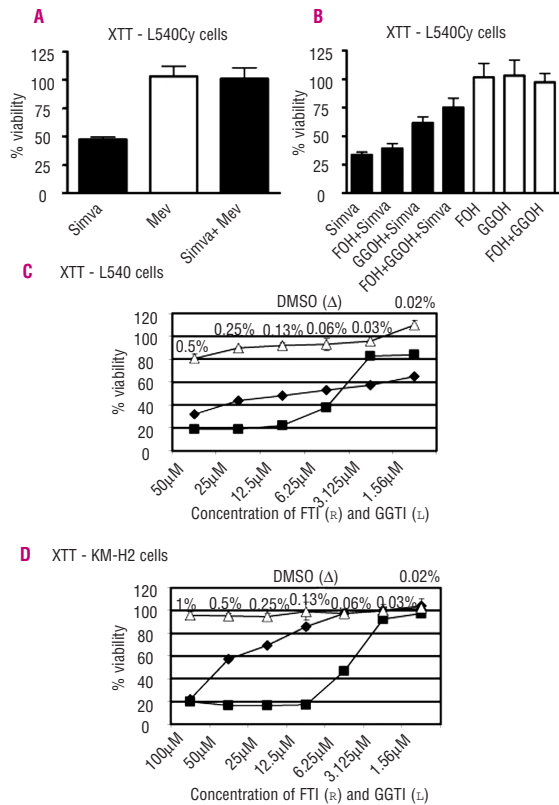 A
XTT - L540Cy cells
% viability
125
100
75
50
25
Simva
Mev
Simva+ Mev
B
XTT - L540Cy cells
% viability
125
100
75
50
25
0
Simva
FOH+Simva
GGOH+Simva
FOH+GGOH+Simva
FOH
GGOH
FOH+GGOH
C XTT - L540 cells
DMSO (Δ)
0.5% 0.25% 0.13% 0.06% 0.03% 0.02%
% viability
120
100
80
60
40
20
0
50µM 25µM 12.5µM 6.25µM 3.125µM 1.56µM
Concentration of FTI (R) and GGTI (L)
D XTT - KM-H2 cells
DMSO (Δ)
1% 0.5% 0.25% 0.13% 0.06% 0.03% 0.02%
% viability
120
100
80
60
40
20
0
100µM 50µM 25µM 12.5µM 6.25µM 3.125µM 1.56µM
Concentration of FTI (R) and GGTI (L)